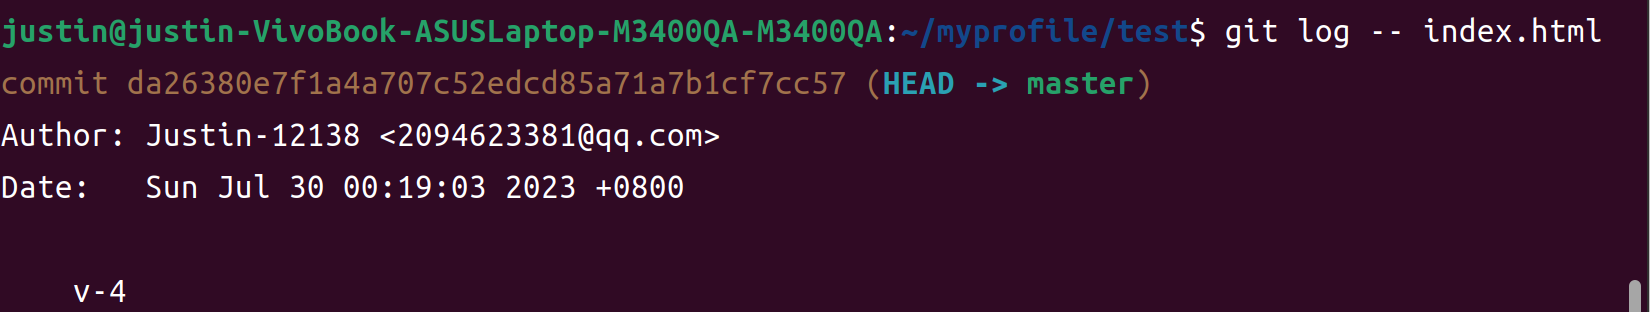 justin@justin-VivoBook-ASUSLaptop-M3400QA-M3400QA:~/myprofile/test$ git log -- index.html
commit da26380e7f1a4a707c52edcd85a71a7b1cf7cc57 (HEAD -> master)
Author: Justin-12138 <2094623381@qq.com>
Date:   Sun Jul 30 00:19:03 2023 +0800
    v-4